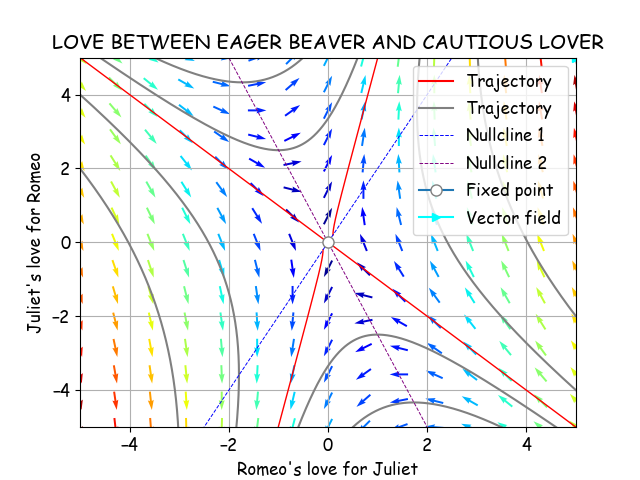 LOVE BETWEEN EAGER BEAVER AND CAUTIOUS LOVER
Juliet's love for Romeo
4
2
0
−2
−4
Trajectory
Trajectory
Nullcline 1
Nullcline 2
Fixed point
Vector field
−4 −2 0 2 4
Romeo's love for Juliet